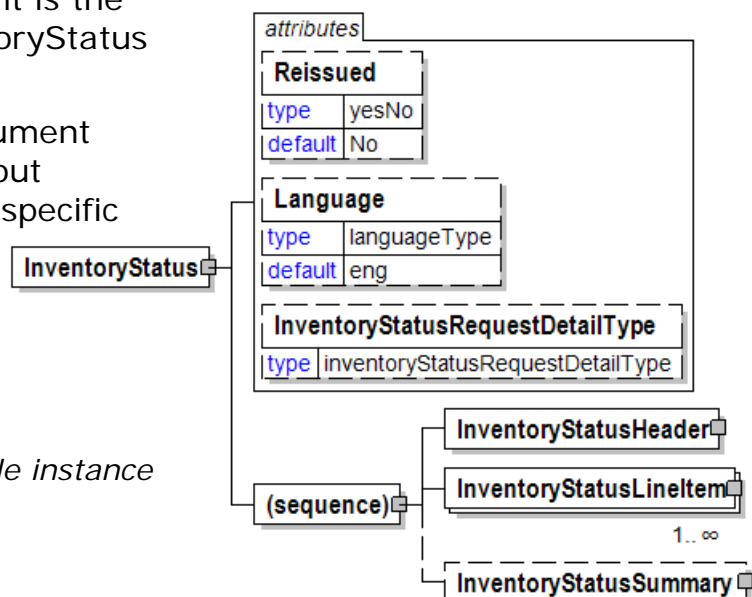 nt is the
oryStatus
ument
out
specific
le instance
InventoryStatus
attributes
Reissued
type yesNo
default No
Language
type languageType
default eng
InventoryStatusRequestDetailType
type inventoryStatusRequestDetailType
(sequence)
InventoryStatusHeader
InventoryStatusLineItem
1.. ∞
InventoryStatusSummary